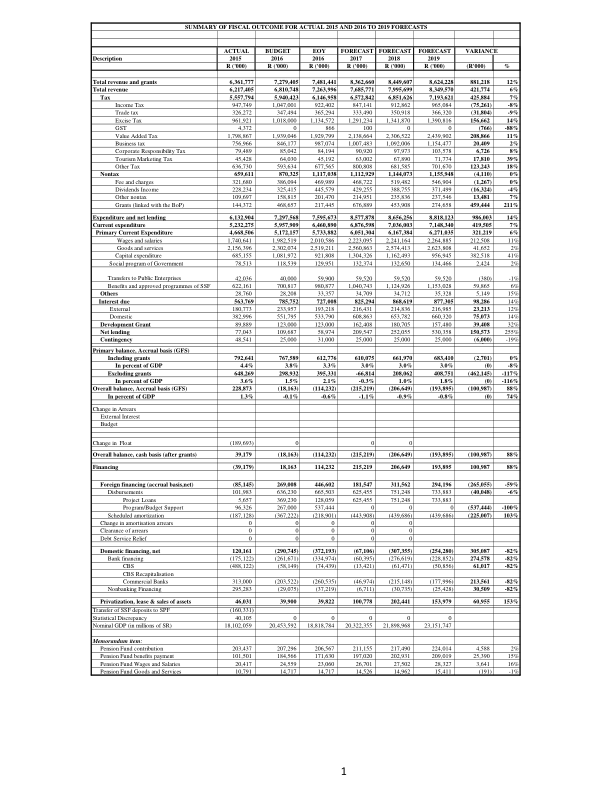 SUMMARY OF FISCAL OUTCOME FOR ACTUAL 2015 AND 2016 TO 2019 FORECASTS
ACTUAL BUDGET EOY FORECAST FORECAST FORECAST VARIANCE
Description 2015 2016 2016 2017 2018 2019
R ('000) R ('000) R ('000) R ('000) R ('000) R ('000) (R'000) %
Total revenue and grants 6,361,777 7,279,405 7,481,441 8,362,660 8,449,607 8,624,228 881,218 12%
Total revenue 6,217,405 6,810,748 7,263,996 7,685,771 7,995,699 8,349,570 421,774 6%
Tax 5,557,794 5,940,423 6,146,958 6,572,842 6,851,626 7,193,621 425,884 7%
Income Tax 947,749 1,047,001 922,402 847,141 912,862 965,084 (75,261) -8%
Trade tax 326,272 347,494 365,294 333,490 350,918 366,320 (31,804) -9%
Excise Tax 961,921 1,018,000 1,134,572 1,291,234 1,341,870 1,390,816 156,662 14%
GST 4,372 0 866 100 0 0 (766) -88%
Value Added Tax 1,798,867 1,939,046 1,929,799 2,138,664 2,306,522 2,439,902 208,866 11%
Business tax 756,966 846,177 987,074 1,007,483 1,092,006 1,154,477 20,409 2%
Corporate Responsibility Tax 79,489 85,042 84,194 90,920 97,973 103,578 6,726 8%
Tourism Marketing Tax 45,428 64,030 45,192 63,002 67,890 71,774 17,810 39%
Other Tax 636,730 593,634 677,565 800,808 681,585 701,670 123,243 18%
Nontax 659,611 870,325 1,117,038 1,112,929 1,144,073 1,155,948 (4,110) 0%
Fee and charges 321,680 386,094 469,989 468,722 519,482 546,904 (1,267) 0%
Dividends Income 228,234 325,415 445,579 429,255 388,755 371,499 (16,324) -4%
Other nontax 109,697 158,815 201,470 214,951 235,836 237,546 13,481 7%
Grants (linked with the BoP) 144,372 468,657 217,445 676,889 453,908 274,658 459,444 211%
Expenditure and net lending 6,132,904 7,297,568 7,595,673 8,577,878 8,656,256 8,818,123 986,003 14%
Current expenditure 5,232,275 5,957,909 6,460,890 6,876,598 7,036,003 7,148,340 419,505 7%
Primary Current Expenditure 4,668,506 5,172,157 5,733,882 6,051,304 6,167,384 6,271,035 321,219 6%
Wages and salaries 1,740,641 1,982,519 2,010,586 2,223,095 2,241,164 2,264,885 212,508 11%
Goods and services 2,156,396 2,302,074 2,519,211 2,560,863 2,574,413 2,663,608 41,652 2%
Capital expenditure 685,155 1,081,972 921,808 1,304,326 1,162,493 956,945 382,518 41%
Social program of Government 78,513 118,539 129,951 132,374 132,650 134,466 2,424 2%
Transfers to Public Enterprises 42,036 40,000 59,900 59,520 59,520 59,520 (380) -1%
Benefits and approved programmes of SSF 622,161 700,817 980,877 1,040,743 1,124,926 1,153,028 59,865 6%
Others 28,760 28,208 33,357 34,709 34,712 35,328 5,149 15%
Interest due 563,769 785,752 727,008 825,294 868,619 877,305 98,286 14%
External 180,773 233,957 193,218 216,431 214,836 216,985 23,213 12%
Domestic 382,996 551,795 533,790 608,863 653,782 660,320 75,073 14%
Development Grant 89,889 123,000 123,000 162,408 180,705 157,480 39,408 32%
Net lending 77,043 109,687 58,974 209,547 252,055 530,358 150,573 255%
Contingency 48,541 25,000 31,000 25,000 25,000 25,000 (6,000) -19%
Primary balance, Accrual basis (GFS)
Including grants 792,641 767,589 612,776 610,075 661,970 683,410 (2,701) 0%
In percent of GDP 4.4% 3.8% 3.3% 3.0% 3.0% 3.0% (0) -8%
Excluding grants 648,269 298,932 395,331 -66,814 208,062 408,751 (462,145) -117%
In percent of GDP 3.6% 1.5% 2.1% -0.3% 1.0% 1.8% (0) -116%
Overall balance, Accrual basis (GFS) 228,873 (18,163) (114,232) (215,219) (206,649) (193,895) (100,987) 88%
In percent of GDP 1.3% -0.1% -0.6% -1.1% -0.9% -0.8% (0) 74%
Change in Arrears
External Interest
Budget
Change in Float (189,693) 0 0 0
Overall balance, cash basis (after grants) 39,179 (18,163) (114,232) (215,219) (206,649) (193,895) (100,987) 88%
Financing (39,179) 18,163 114,232 215,219 206,649 193,895 100,987 88%
Foreign financing (accrual basis,net) (85,145) 269,008 446,602 181,547 311,562 294,196 (265,055) -59%
Disbursements 101,983 636,230 665,503 625,455 751,248 733,883 (40,048) -6%
Project Loans 5,657 369,230 128,059 625,455 751,248 733,883
Program/Budget Support 96,326 267,000 537,444 0 0 0 (537,444) -100%
Scheduled amortization (187,128) (367,222) (218,901) (443,908) (439,686) (439,686) (225,007) 103%
Change in amortisation arrears 0 0 0 0 0
Clearance of arrears 0 0 0 0 0
Debt Service Relief 0 0 0 0 0
Domestic financing, net 120,161 (290,745) (372,193) (67,106) (307,355) (254,280) 305,087 -82%
Bank financing (175,122) (261,671) (334,974) (60,395) (276,619) (228,852) 274,578 -82%
CBS (488,122) (58,149) (74,439) (13,421) (61,471) (50,856) 61,017 -82%
CBS Recapitalisation
Commercial Banks 313,000 (203,522) (260,535) (46,974) (215,148) (177,996) 213,561 -82%
Nonbanking Financing 295,283 (29,075) (37,219) (6,711) (30,735) (25,428) 30,509 -82%
Privatization, lease & sales of assets 46,031 39,900 39,822 100,778 202,441 153,979 60,955 153%
Transfer of SSF deposits to SPF (160,331)
Statistical Discrepancy 40,105 0 0 0 0 0
Nominal GDP (in millions of SR) 18,102,059 20,453,592 18,818,784 20,322,355 21,898,968 23,151,747
Memorandum item:
Pension Fund contribution 203,437 207,296 206,567 211,155 217,490 224,014 4,588 2%
Pension Fund benefits payment 101,501 184,566 171,630 197,020 202,931 209,019 25,390 15%
Pension Fund Wages and Salaries 20,417 24,559 23,060 26,701 27,502 28,327 3,641 16%
Pension Fund Goods and Services 10,791 14,717 14,717 14,526 14,962 15,411 (191) -1%
1